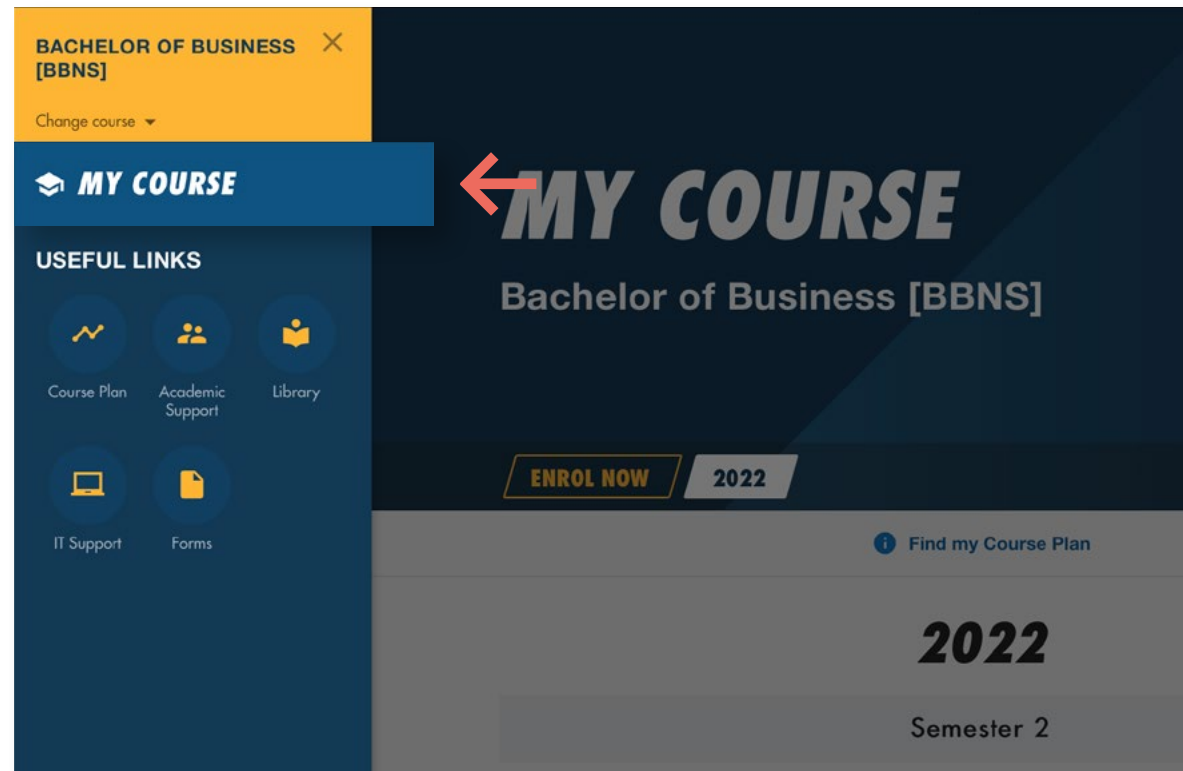 BACHELOR OF BUSINESS
[BBNS]
Change course
MY COURSE
USEFUL LINKS
Course Plan
Academic
Support
Library
IT Support
Forms
MY COURSE
Bachelor of Business [BBNS]
ENROL NOW
2022
Find my Course Plan
2022
Semester 2